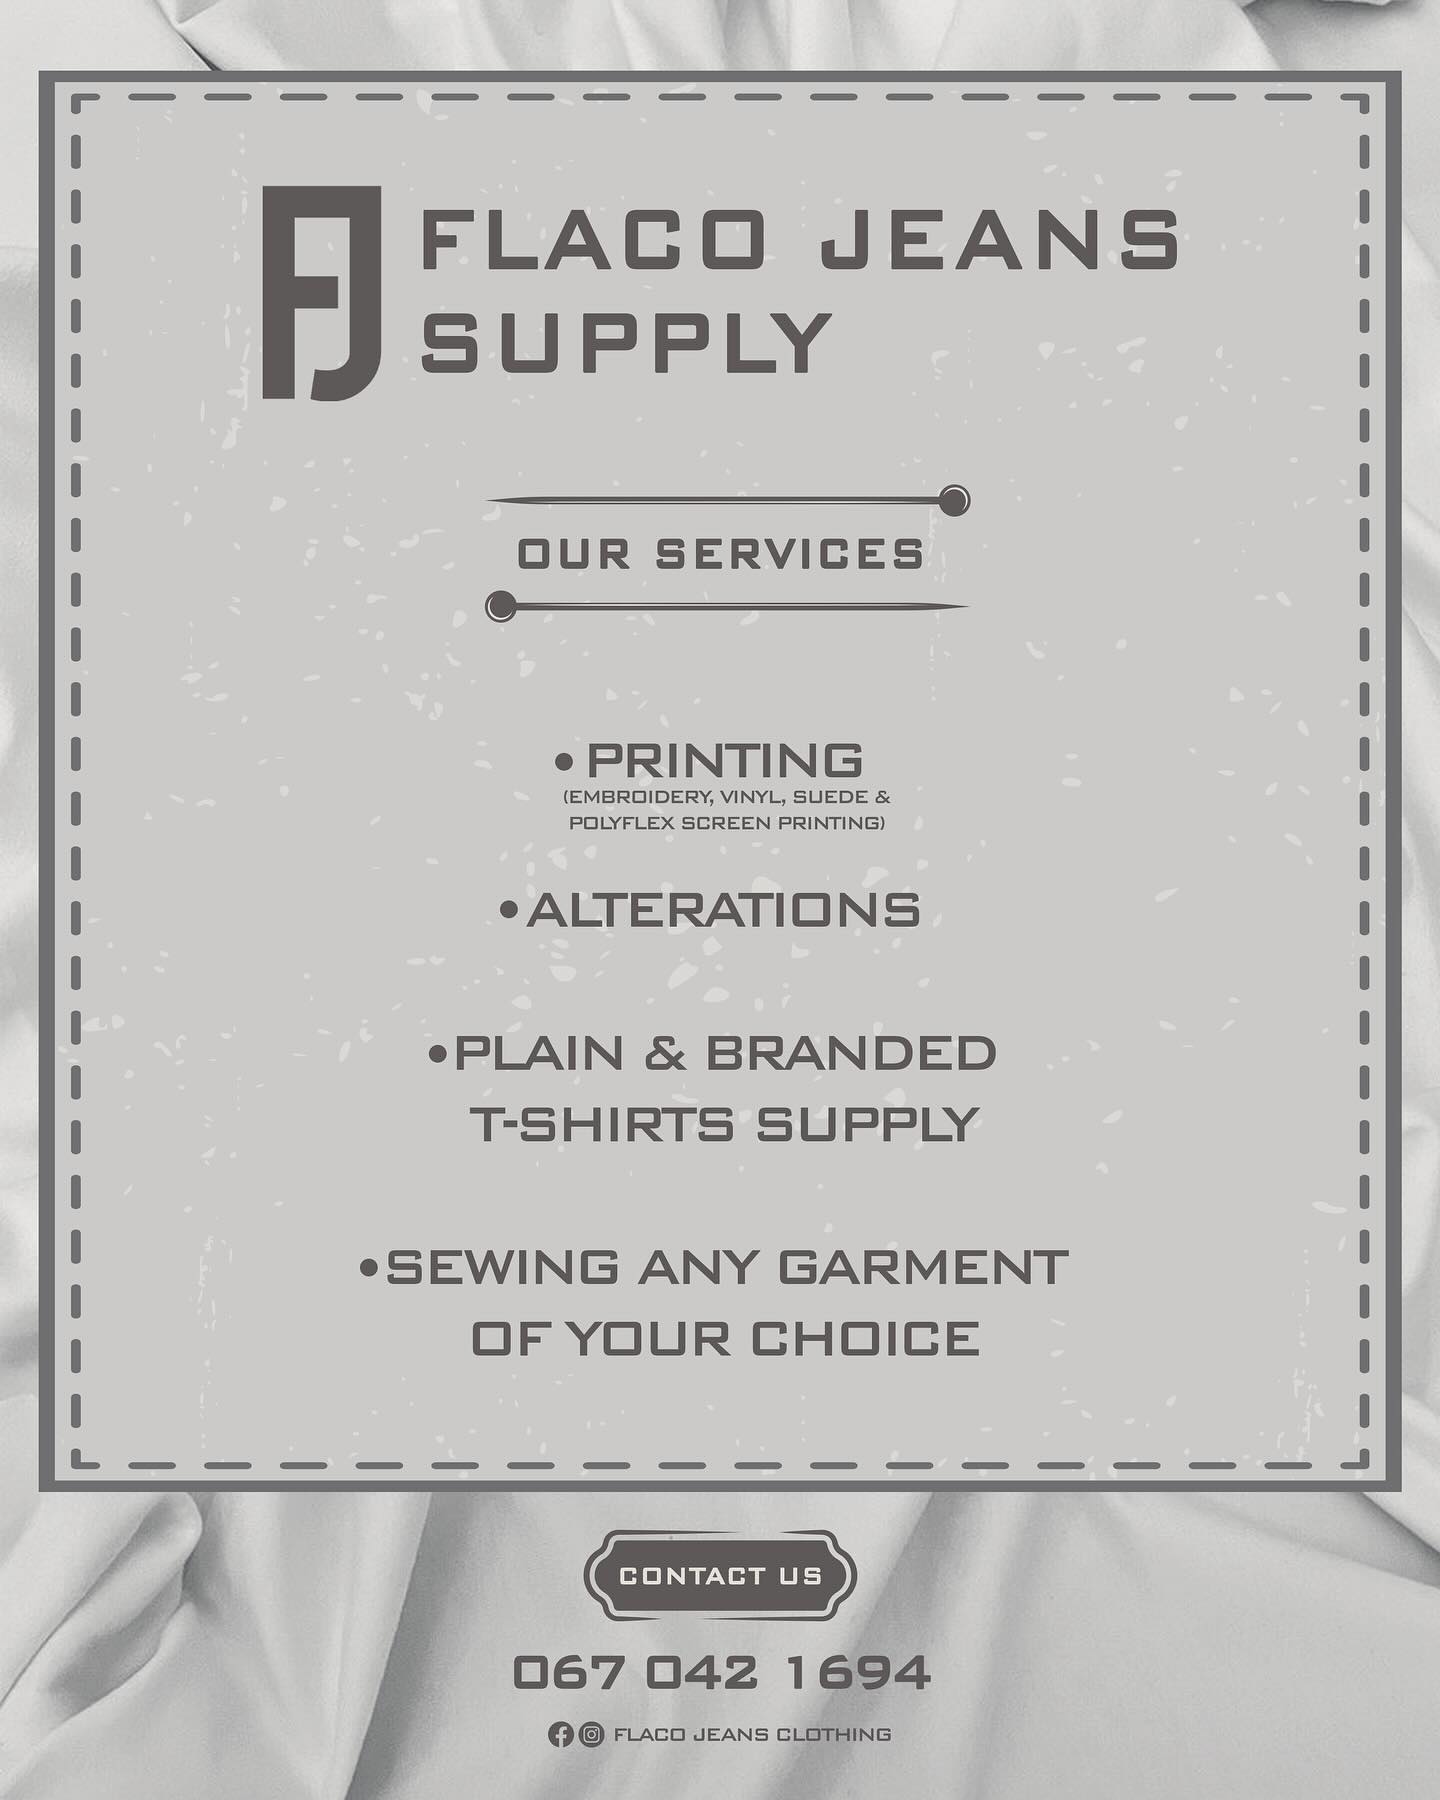 FJ FLACO JEANS
SUPPLY
OUR SERVICES
• PRINTING
(EMBROIDERY, VINYL, SUEDE &
POLYFLEX SCREEN PRINTING)
•ALTERATIONS
•PLAIN & BRANDED
T-SHIRTS SUPPLY
•SEWING ANY GARMENT
OF YOUR CHOICE
CONTACT US
067 042 1694
FLACO JEANS CLOTHING